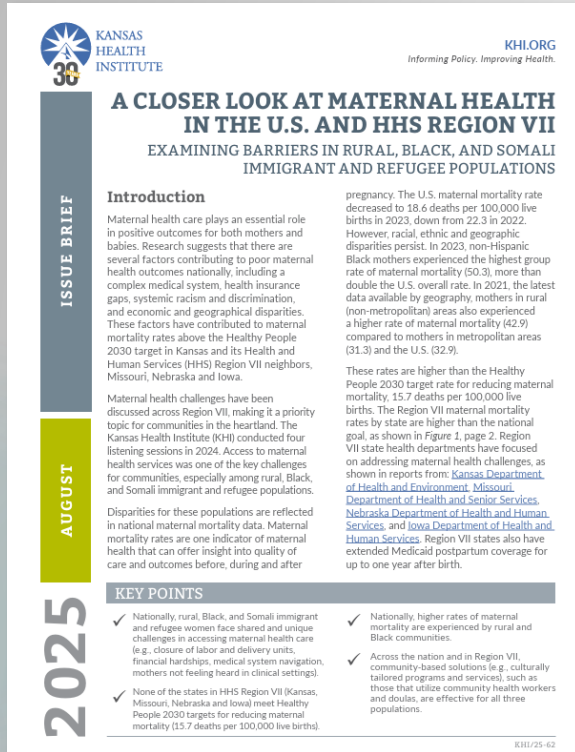 KANSAS
HEALTH
INSTITUTE
30
KHI.ORG
Informing Policy. Improving Health.
A CLOSER LOOK AT MATERNAL HEALTH
IN THE U.S. AND HHS REGION VII
EXAMINING BARRIERS IN RURAL, BLACK, AND SOMALI
IMMIGRANT AND REFUGEE POPULATIONS
ISSUE BRIEF
AUGUST
2025
Introduction
Maternal health care plays an essential role
in positive outcomes for both mothers and
babies. Research suggests that there are
several factors contributing to poor maternal
health outcomes nationally, including a
complex medical system, health insurance
gaps, systemic racism and discrimination,
and economic and geographical disparities.
These factors have contributed to maternal
mortality rates above the Healthy People
2030 target in Kansas and its Health and
Human Services (HHS) Region VII neighbors,
Missouri, Nebraska and Iowa.
Maternal health challenges have been
discussed across Region VII, making it a priority
topic for communities in the heartland. The
Kansas Health Institute (KHI) conducted four
listening sessions in 2024. Access to maternal
health services was one of the key challenges
for communities, especially among rural, Black,
and Somali immigrant and refugee populations.
Disparities for these populations are reflected
in national maternal mortality data. Maternal
mortality rates are one indicator of maternal
health that can offer insight into quality of
care and outcomes before, during and after
pregnancy. The U.S. maternal mortality rate
decreased to 18.6 deaths per 100,000 live
births in 2023, down from 22.3 in 2022.
However, racial, ethnic and geographic
disparities persist. In 2023, non-Hispanic
Black mothers experienced the highest group
rate of maternal mortality (50.3), more than
double the U.S. overall rate. In 2021, the latest
data available by geography, mothers in rural
(non-metropolitan) areas also experienced
a higher rate of maternal mortality (42.9)
compared to mothers in metropolitan areas
(31.3) and the U.S. (32.9).
These rates are higher than the Healthy
People 2030 target rate for reducing maternal
mortality, 15.7 deaths per 100,000 live
births. The Region VII maternal mortality
rates by state are higher than the national
goal, as shown in Figure 1, page 2. Region
VII state health departments have focused
on addressing maternal health challenges, as
shown in reports from: Kansas Department
of Health and Environment, Missouri
Department of Health and Senior Services,
Nebraska Department of Health and Human
Services, and Iowa Department of Health and
Human Services. Region VII states also have
extended Medicaid postpartum coverage for
up to one year after birth.
KEY POINTS
✓ Nationally, rural, Black, and Somali immigrant
and refugee women face shared and unique
challenges in accessing maternal health care
(e.g., closure of labor and delivery units,
financial hardships, medical system navigation,
mothers not feeling heard in clinical settings).
✓ None of the states in HHS Region VII (Kansas,
Missouri, Nebraska and Iowa) meet Healthy
People 2030 targets for reducing maternal
mortality (15.7 deaths per 100,000 live births).
✓ Nationally, higher rates of maternal
mortality are experienced by rural and
Black communities.
✓ Across the nation and in Region VII,
community-based solutions (e.g., culturally
tailored programs and services), such as
those that utilize community health workers
and doulas, are effective for all three
populations.
KHI/25-62